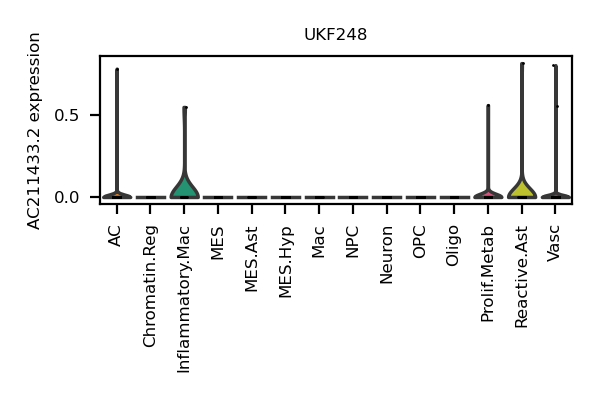 UKF248
AC211433.2 expression
0.5
0.0
AC
Chromatin.Reg
Inflammatory.Mac
MES
MES.Ast
MES.Hyp
Mac
NPC
Neuron
OPC
Oligo
Prolif.Metab
Reactive.Ast
Vasc